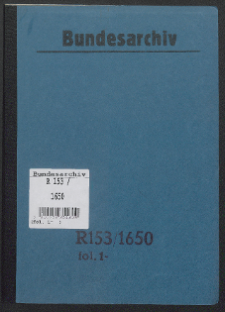 Bundesarchiv
Bundesarchiv
R 153 /
1650
R153/1650
fol. 1-